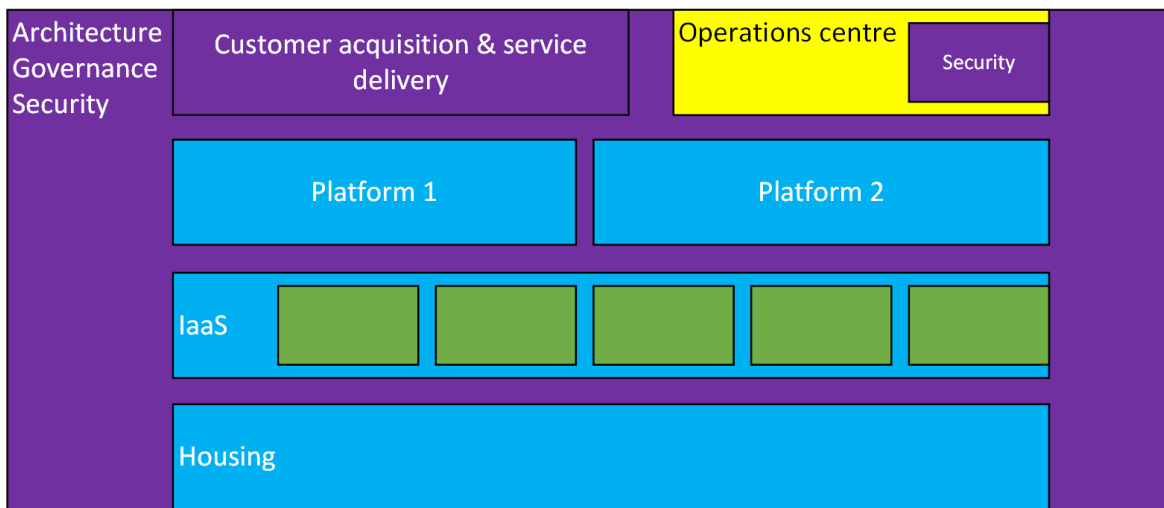 Architecture
Governance
Security
Customer acquisition & service
delivery
Operations centre
Security
Platform 1
Platform 2
IaaS
Housing